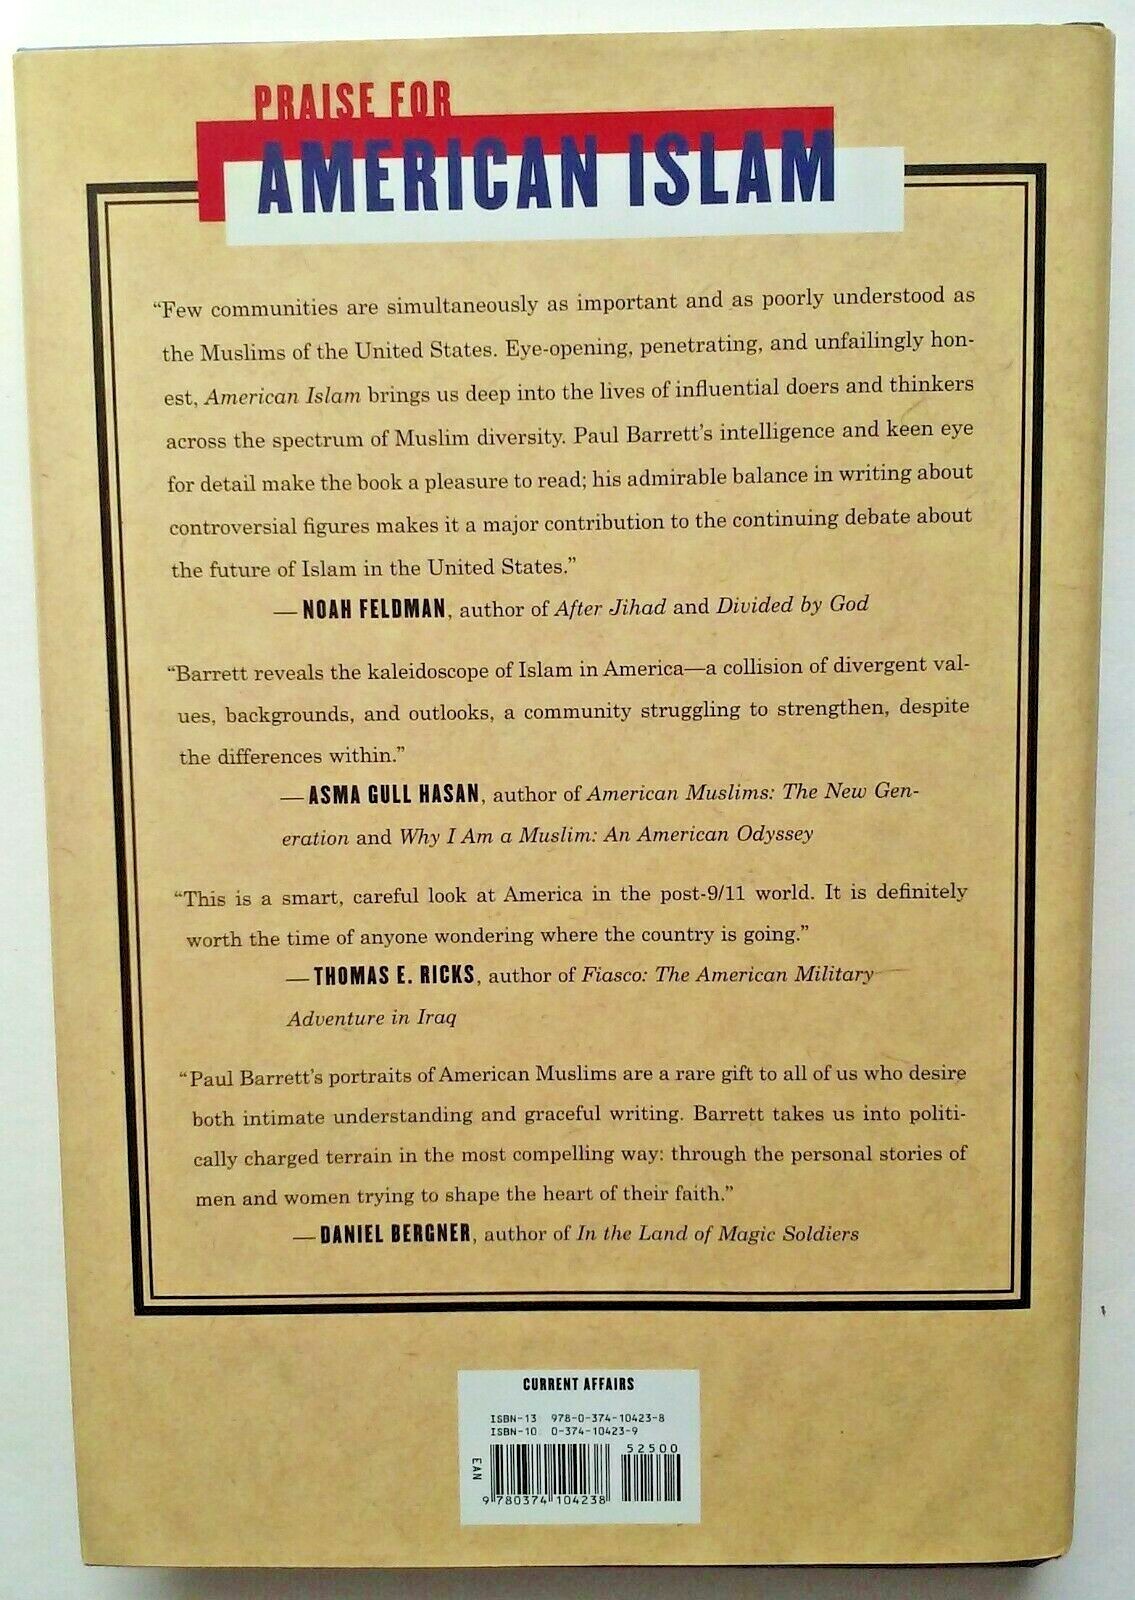 PRAISE FOR
AMERICAN ISLAM
“Few communities are simultaneously as important and as poorly understood as
the Muslims of the United States. Eye-opening, penetrating, and unfailingly hon-
est, American Islam brings us deep into the lives of influential doers and thinkers
across the spectrum of Muslim diversity. Paul Barrett’s intelligence and keen eye
for detail make the book a pleasure to read; his admirable balance in writing about
controversial figures makes it a major contribution to the continuing debate about
the future of Islam in the United States.”
—NOAH FELDMAN, author of After Jihad and Divided by God
“Barrett reveals the kaleidoscope of Islam in America—a collision of divergent val-
ues, backgrounds, and outlooks, a community struggling to strengthen, despite
the differences within.”
—ASMA GULL HASAN, author of American Muslims: The New Gen-
eration and Why I Am a Muslim: An American Odyssey
“This is a smart, careful look at America in the post-9/11 world. It is definitely
worth the time of anyone wondering where the country is going.”
—THOMAS E. RICKS, author of Fiasco: The American Military
Adventure in Iraq
“Paul Barrett’s portraits of American Muslims are a rare gift to all of us who desire
both intimate understanding and graceful writing. Barrett takes us into politi-
cally charged terrain in the most compelling way: through the personal stories of
men and women trying to shape the heart of their faith.”
—DANIEL BERGNER, author of In the Land of Magic Soldiers
CURRENT AFFAIRS
ISBN-13 978-0-374-10423-8
ISBN-10 0-374-10423-9
52500
EAN
9 780374 104238